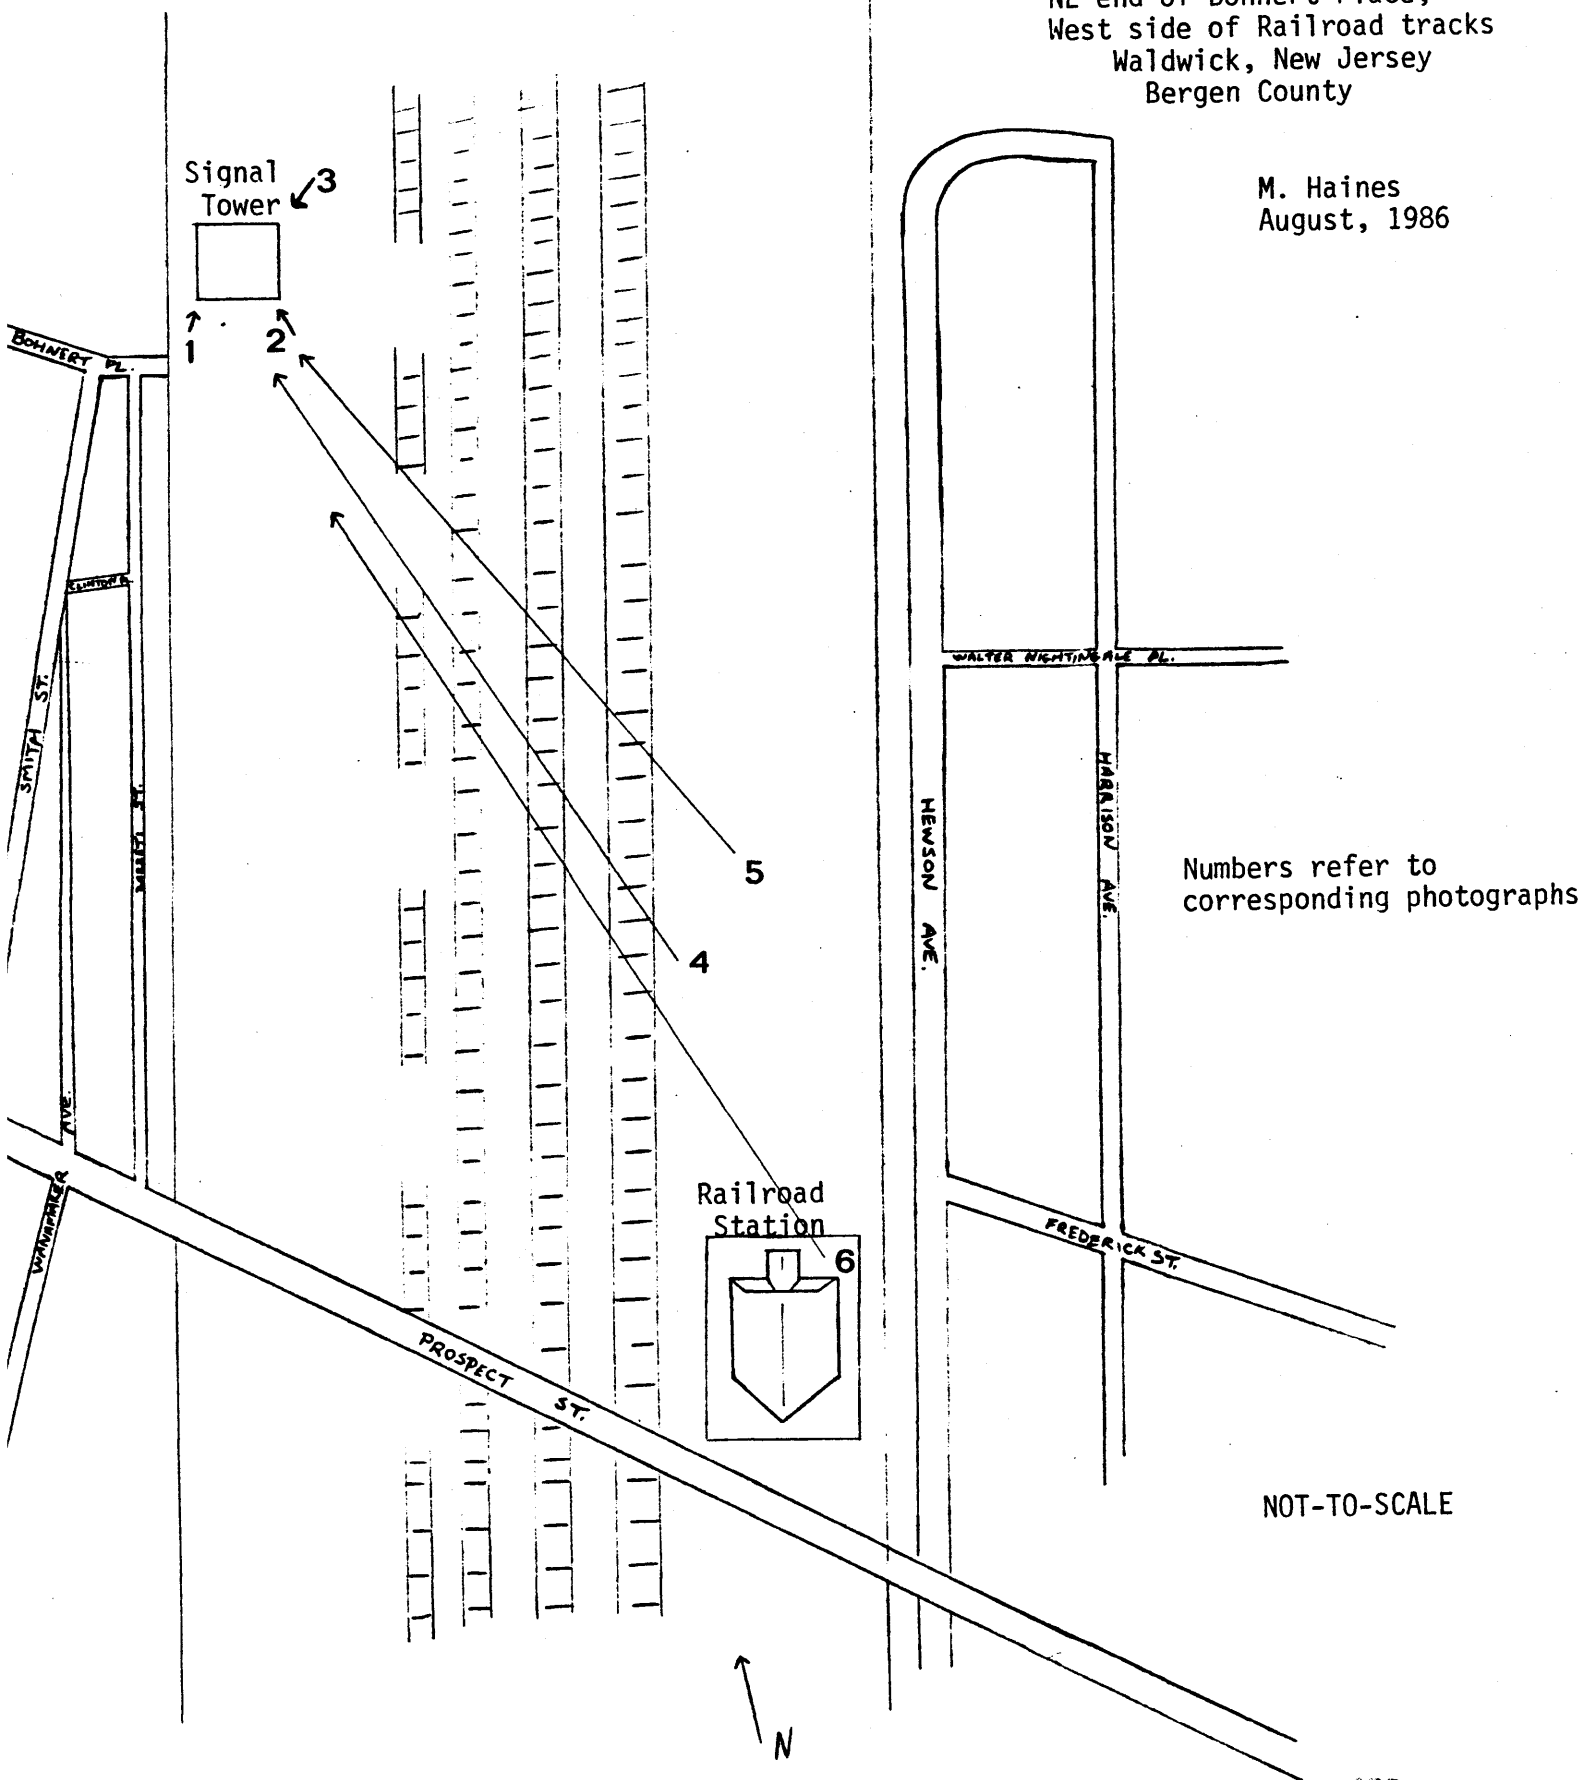 West side of Railroad tracks
Waldwick, New Jersey
Bergen County
M. Haines
August, 1986
Signal
Tower
3
1
2
BOHNERT PL.
SMITH ST.
WALTER NIGHTINGALE PL.
HEWSON AVE.
HARRISON AVE.
5
4
Numbers refer to
corresponding photographs
AVE.
WANAMAKER
Railroad
Station
6
FREDERICK ST.
PROSPECT ST.
NOT-TO-SCALE
N